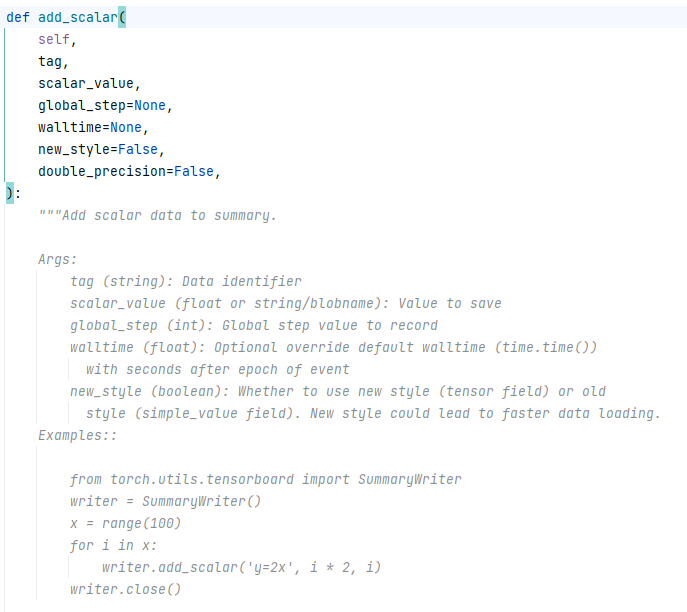 def add_scalar(
    self,
    tag,
    scalar_value,
    global_step=None,
    walltime=None,
    new_style=False,
    double_precision=False,
):
    """Add scalar data to summary.

    Args:
        tag (string): Data identifier
        scalar_value (float or string/blobname): Value to save
        global_step (int): Global step value to record
        walltime (float): Optional override default walltime (time.time())
          with seconds after epoch of event
        new_style (boolean): Whether to use new style (tensor field) or old
          style (simple_value field). New style could lead to faster data loading.
    Examples::

        from torch.utils.tensorboard import SummaryWriter
        writer = SummaryWriter()
        x = range(100)
        for i in x:
            writer.add_scalar('y=2x', i * 2, i)
        writer.close()